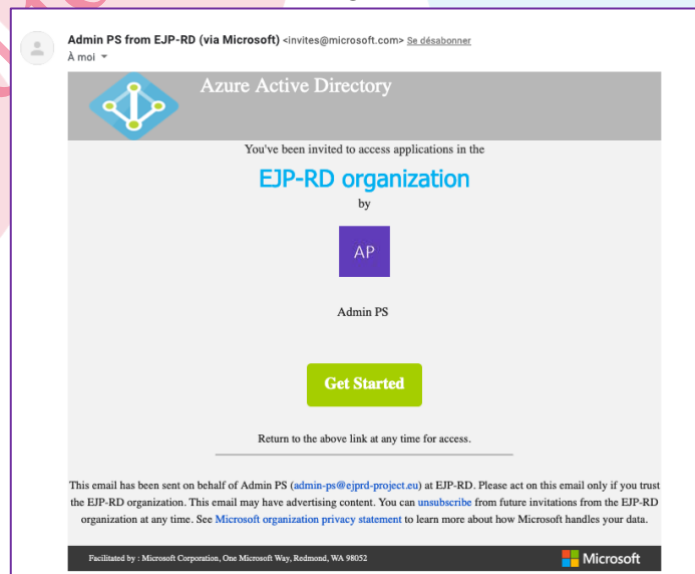 Admin PS from EJP-RD (via Microsoft) <invites@microsoft.com> Se désabonner
À moi
Azure Active Directory
You've been invited to access applications in the
EJP-RD organization
by
AP
Admin PS
Get Started
Return to the above link at any time for access.
This email has been sent on behalf of Admin PS (admin-ps@ejprd-project.eu) at EJP-RD. Please act on this email only if you trust
the EJP-RD organization. This email may have advertising content. You can unsubscribe from future invitations from the EJP-RD
organization at any time. See Microsoft organization privacy statement to learn more about how Microsoft handles your data.
Facilitated by : Microsoft Corporation, One Microsoft Way, Redmond, WA 98052
Microsoft